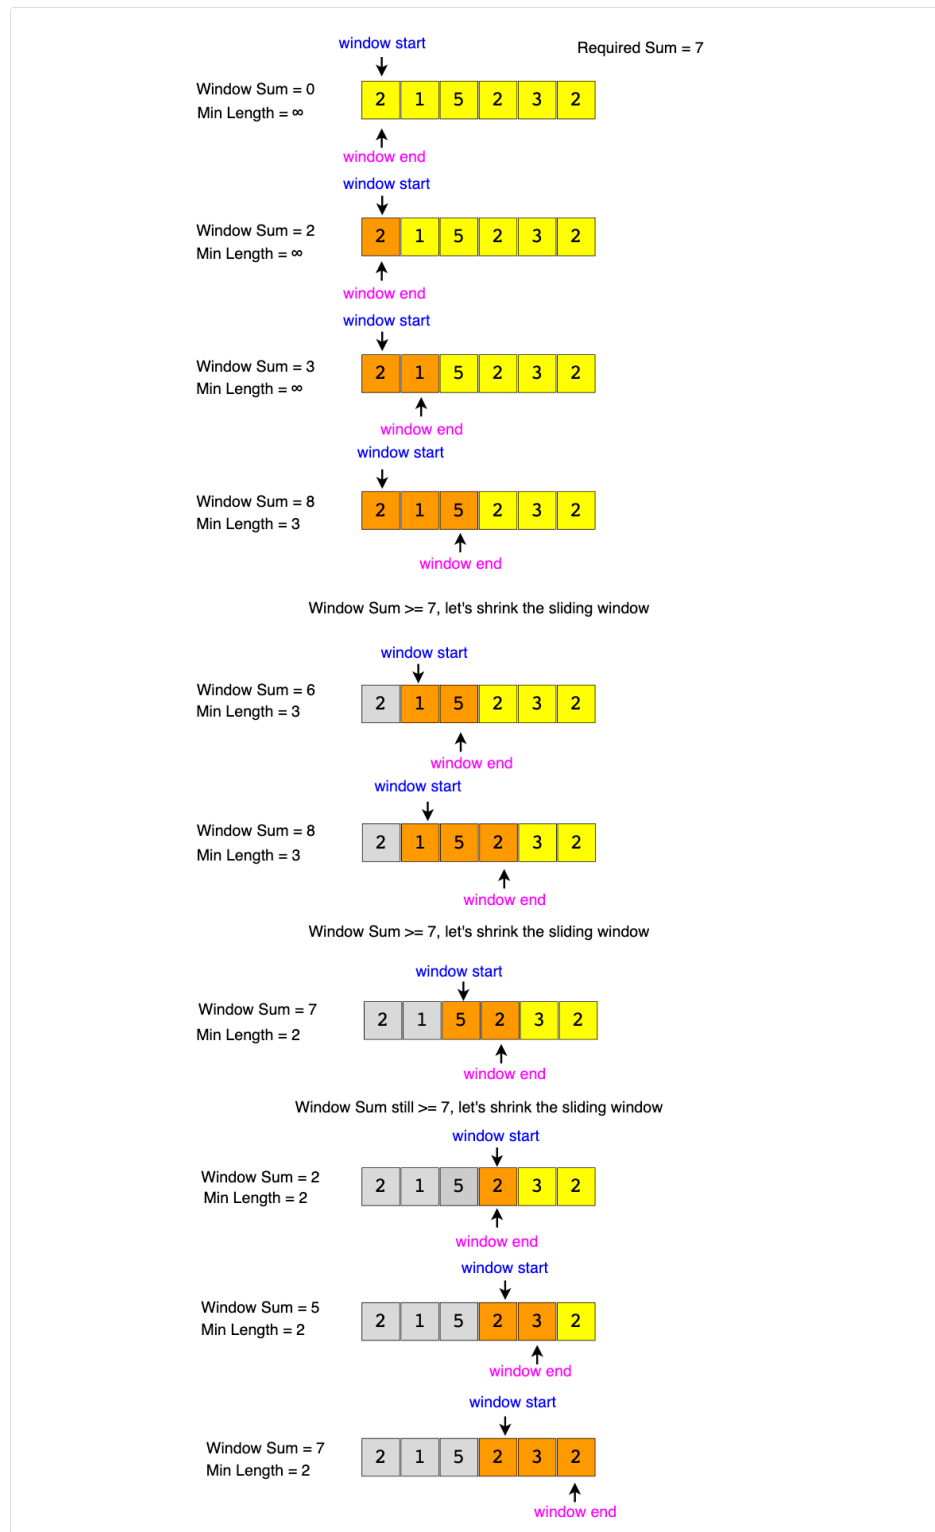 window start
Required Sum = 7
Window Sum = 0
Min Length = ∞
2 1 5 2 3 2
window end
window start
Window Sum = 2
Min Length = ∞
2 1 5 2 3 2
window end
window start
Window Sum = 3
Min Length = ∞
2 1 5 2 3 2
window end
window start
Window Sum = 8
Min Length = 3
2 1 5 2 3 2
window end
Window Sum >= 7, let's shrink the sliding window
window start
Window Sum = 6
Min Length = 3
2 1 5 2 3 2
window end
window start
Window Sum = 8
Min Length = 3
2 1 5 2 3 2
window end
Window Sum >= 7, let's shrink the sliding window
window start
Window Sum = 7
Min Length = 2
2 1 5 2 3 2
window end
Window Sum still >= 7, let's shrink the sliding window
window start
Window Sum = 2
Min Length = 2
2 1 5 2 3 2
window end
window start
Window Sum = 5
Min Length = 2
2 1 5 2 3 2
window end
window start
Window Sum = 7
Min Length = 2
2 1 5 2 3 2
window end